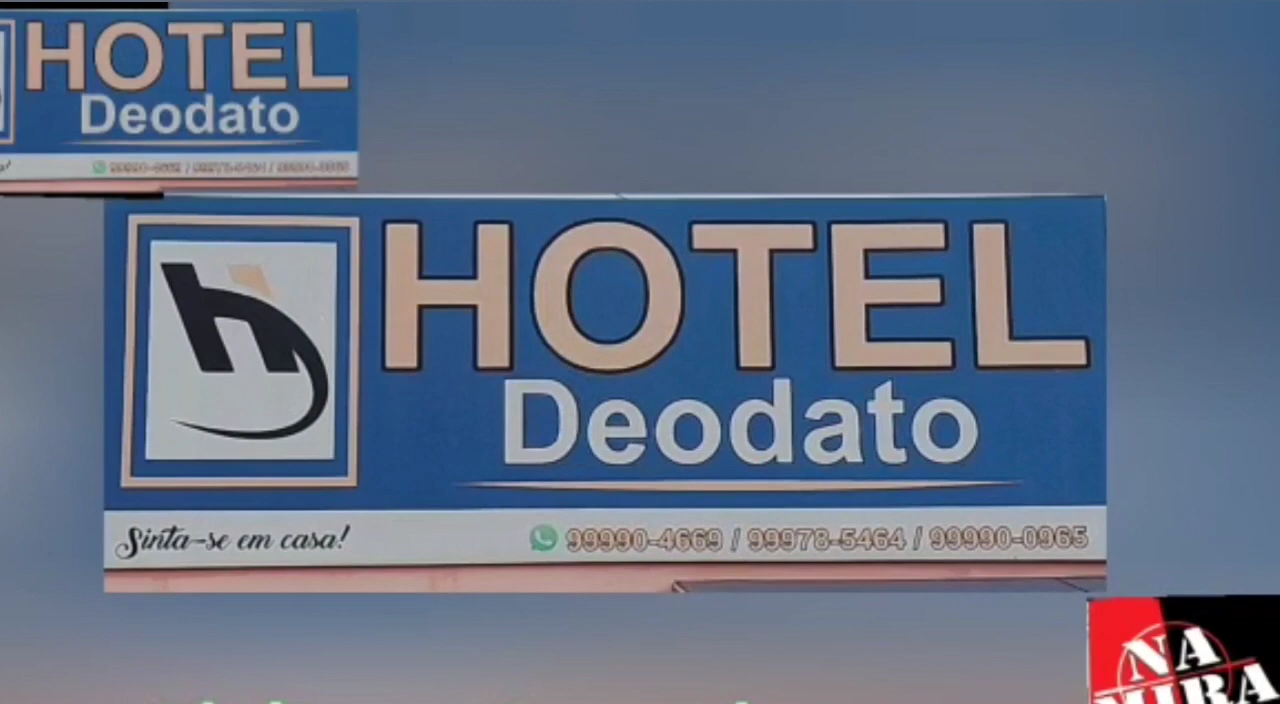 HOTEL
Deodato
HOTEL
Deodato
Sinta-se em casa!
99990-4669 / 99978-5464 / 99990-0965
NA
MIRA